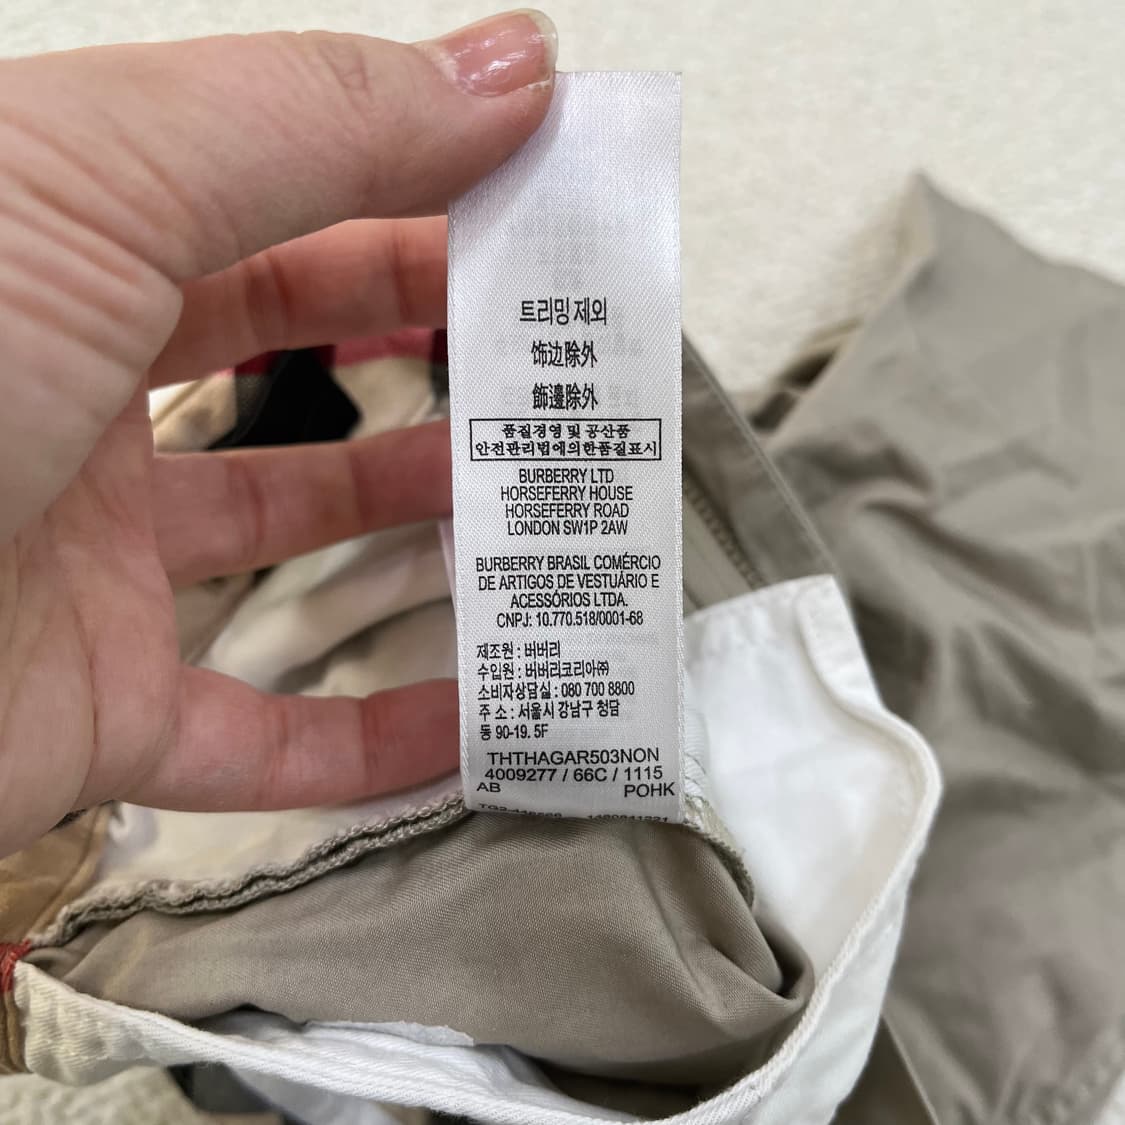 트리밍 제외
饰边除外
飾邊除外
품질경영 및 공산품
안전관리법에의한품질표시
BURBERRY LTD
HORSEFERRY HOUSE
HORSEFERRY ROAD
LONDON SW1P 2AW
BURBERRY BRASIL COMÉRCIO
DE ARTIGOS DE VESTUÁRIO E
ACESSÓRIOS LTDA.
CNPJ: 10.770.518/0001-68
제조원 : 버버리
수입원 : 버버리코리아㈜
소비자상담실 : 080 700 8800
주 소 : 서울시 강남구 청담
동 90-19. 5F
THTHAGAR503NON
4009277 / 66C / 1115
AB POHK